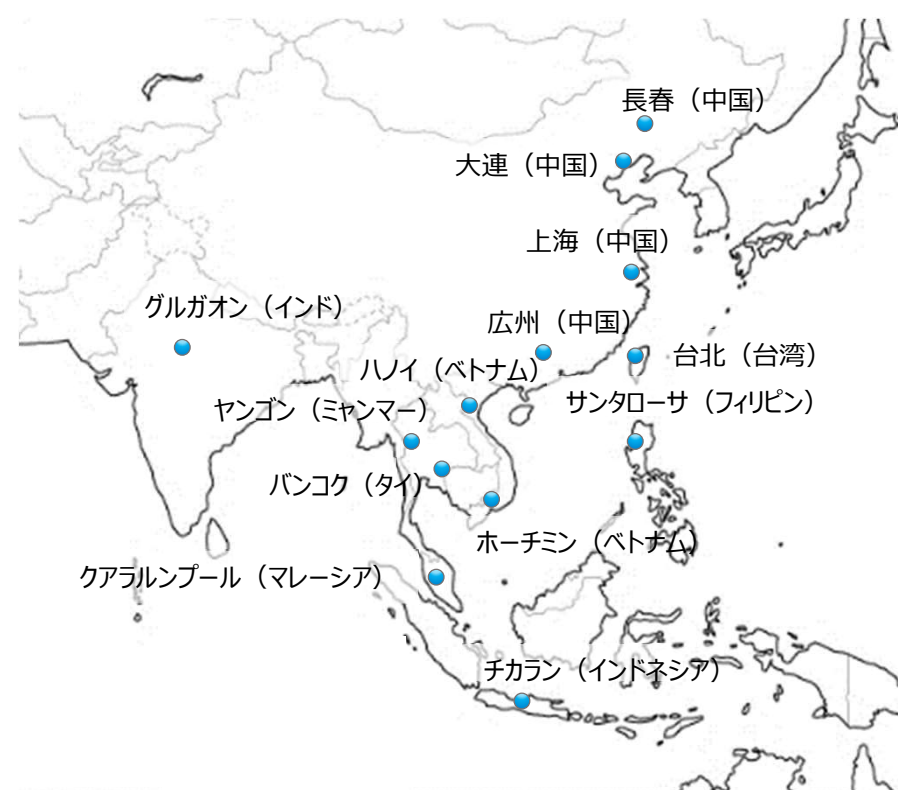 長春（中国）
大連（中国）
上海（中国）
グルガオン（インド）
広州（中国）
台北（台湾）
ハノイ（ベトナム）
サンタローサ（フィリピン）
ヤンゴン（ミャンマー）
バンコク（タイ）
ホーチミン（ベトナム）
クアラルンプール（マレーシア）
チカラン（インドネシア）